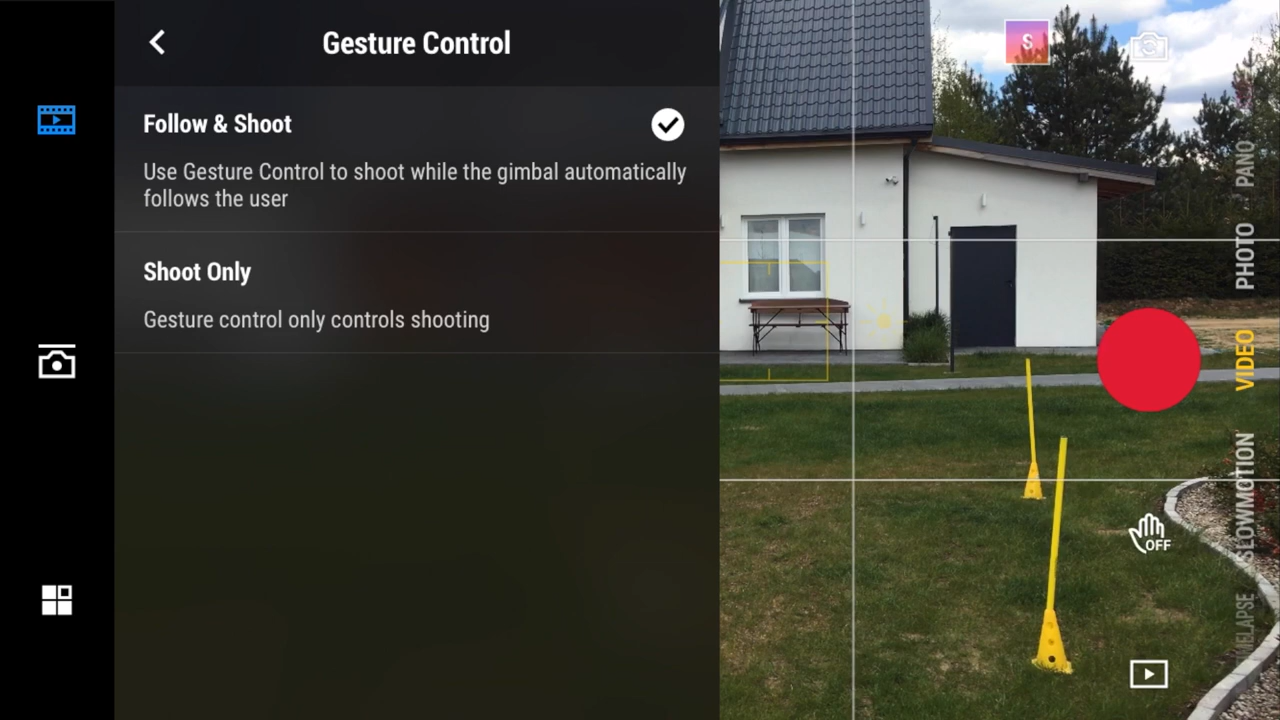 Gesture Control
Follow & Shoot
Use Gesture Control to shoot while the gimbal automatically
follows the user
Shoot Only
Gesture control only controls shooting
S
PANO
PHOTO
VIDEO
SLOWMOTION
OFF